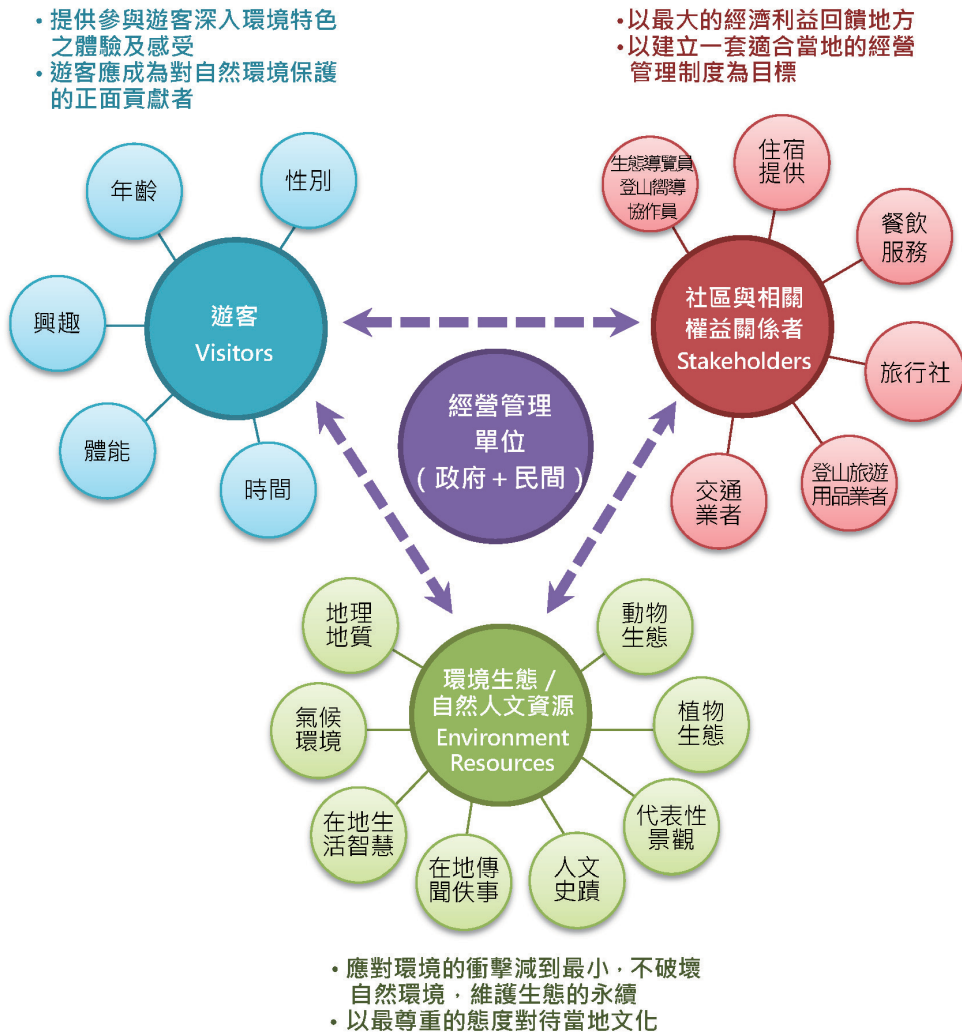 • 提供參與遊客深入環境特色
之體驗及感受
• 遊客應成為對自然環境保護
的正面貢獻者
• 以最大的經濟利益回饋地方
• 以建立一套適合當地的經營
管理制度為目標
年齡
性別
興趣
體能
時間
遊客
Visitors
生態導覽員
登山嚮導
協作員
住宿
提供
餐飲
服務
旅行社
登山旅遊
用品業者
交通
業者
社區與相關
權益關係者
Stakeholders
經營管理
單位
（政府＋民間）
地理
地質
氣候
環境
在地生
活智慧
在地傳
聞佚事
人文
史蹟
代表性
景觀
植物
生態
動物
生態
環境生態 /
自然人文資源
Environment
Resources
• 應對環境的衝擊減到最小，不破壞
自然環境，維護生態的永續
• 以最尊重的態度對待當地文化